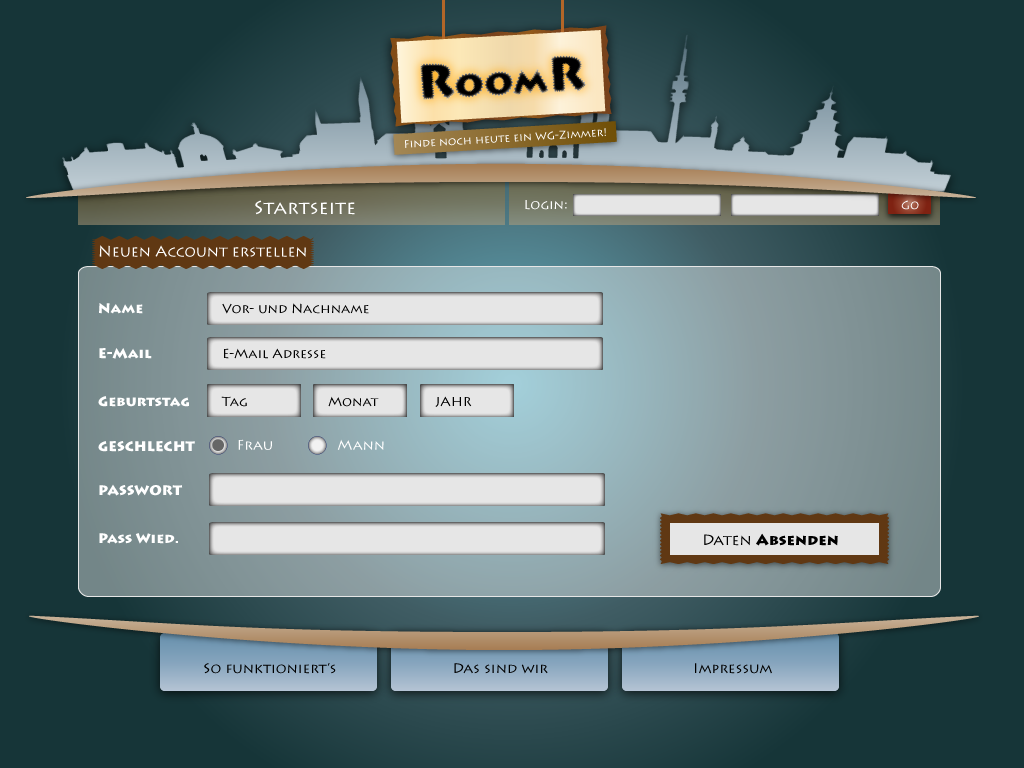 RoomR
Finde noch heute ein WG-Zimmer!
Startseite
Login:
GO
Neuen Account erstellen
Name
Vor- und Nachname
E-Mail
E-Mail Adresse
Geburtstag
Tag
Monat
JAHR
GESCHLECHT
Frau
Mann
PASSWORT
Pass Wied.
Daten Absenden
So funktioniert's
Das sind wir
Impressum